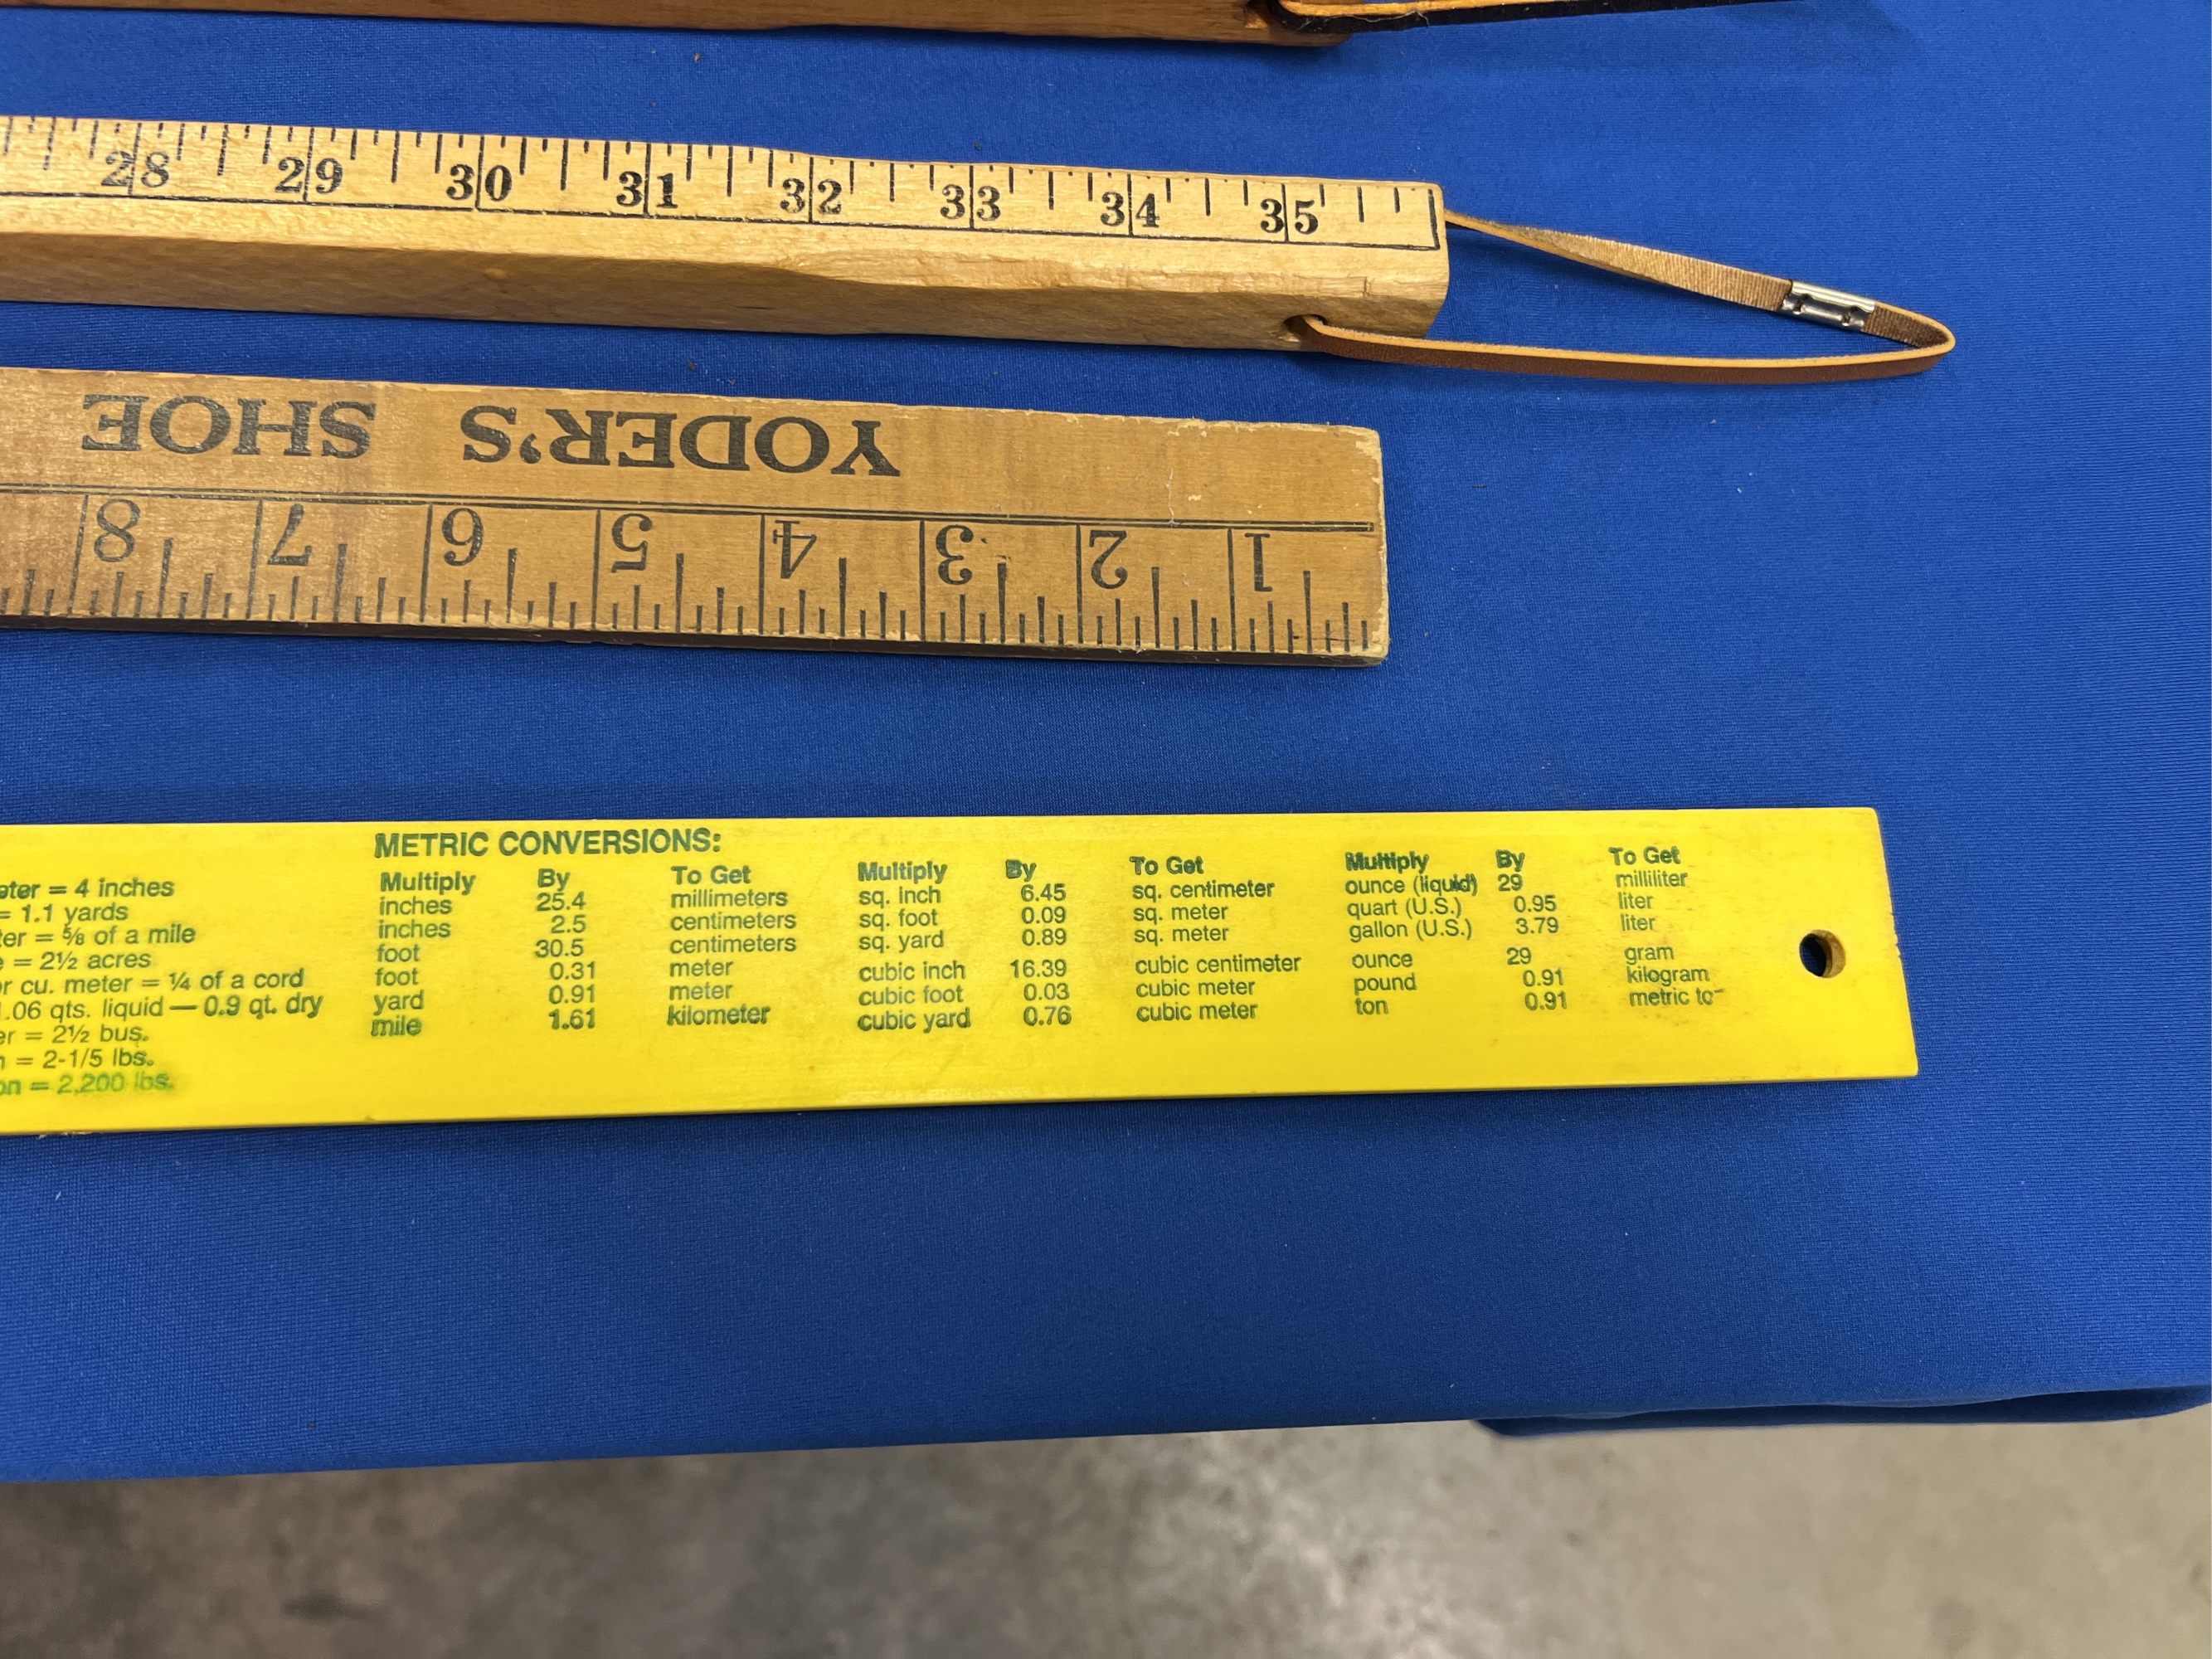 28 29 30 31 32 33 34 35
YODER'S SHOE
1 2 3 4 5 6 7 8
= 4 inches
= 1.1 yards
= 5/8 of a mile
= 2½ acres
cu. meter = ¼ of a cord
1.06 qts. liquid — 0.9 qt. dry
= 2½ bus.
= 2-1/5 lbs.
= 2,200 lbs.
METRIC CONVERSIONS:
Multiply By To Get
inches 25.4 millimeters
inches 2.5 centimeters
foot 30.5 centimeters
foot 0.31 meter
yard 0.91 meter
mile 1.61 kilometer
Multiply By To Get
sq. inch 6.45 sq. centimeter
sq. foot 0.09 sq. meter
sq. yard 0.89 sq. meter
cubic inch 16.39 cubic centimeter
cubic foot 0.03 cubic meter
cubic yard 0.76 cubic meter
Multiply By To Get
ounce (liquid) 29 milliliter
quart (U.S.) 0.95 liter
gallon (U.S.) 3.79 liter
ounce 29 gram
pound 0.91 kilogram
ton 0.91 metric to